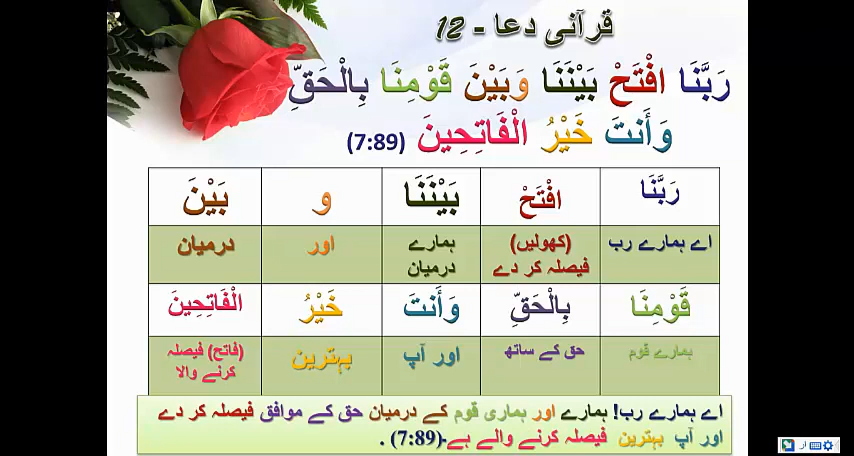 قرآنی دعا - 12
رَبَّنَا افْتَحْ بَيْنَنَا وَبَيْنَ قَوْمِنَا بِالْحَقِّ
وَأَنتَ خَيْرُ الْفَاتِحِينَ (7:89)
رَبَّنَا افْتَحْ بَيْنَنَا و بَيْنَ
اے ہمارے رب (کھولیں) فیصلہ کر دے ہمارے درمیان اور درمیان
قَوْمِنَا بِالْحَقِّ وَأَنتَ خَيْرُ الْفَاتِحِينَ
ہمارے قوم حق کے ساتھ اور آپ بہترین (فاتح) فیصلہ کرنے والا
اے ہمارے رب! ہمارے اور ہماری قوم کے درمیان حق کے موافق فیصلہ کر دے
اور آپ بہترین فیصلہ کرنے والے ہے۔(7:89) .